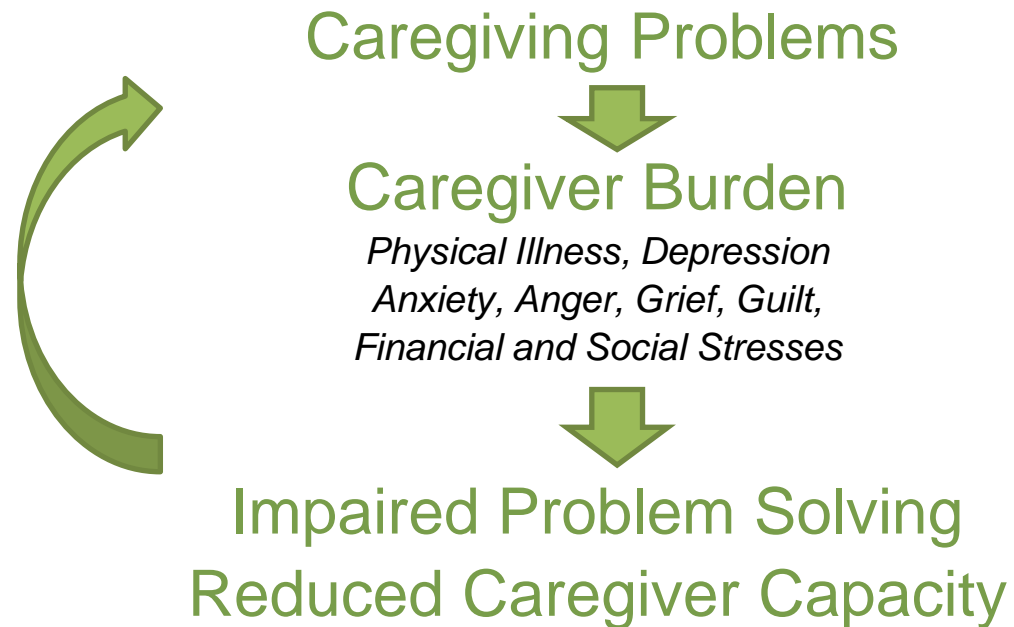 Caregiving Problems
Caregiver Burden
Physical Illness, Depression
Anxiety, Anger, Grief, Guilt,
Financial and Social Stresses
Impaired Problem Solving
Reduced Caregiver Capacity